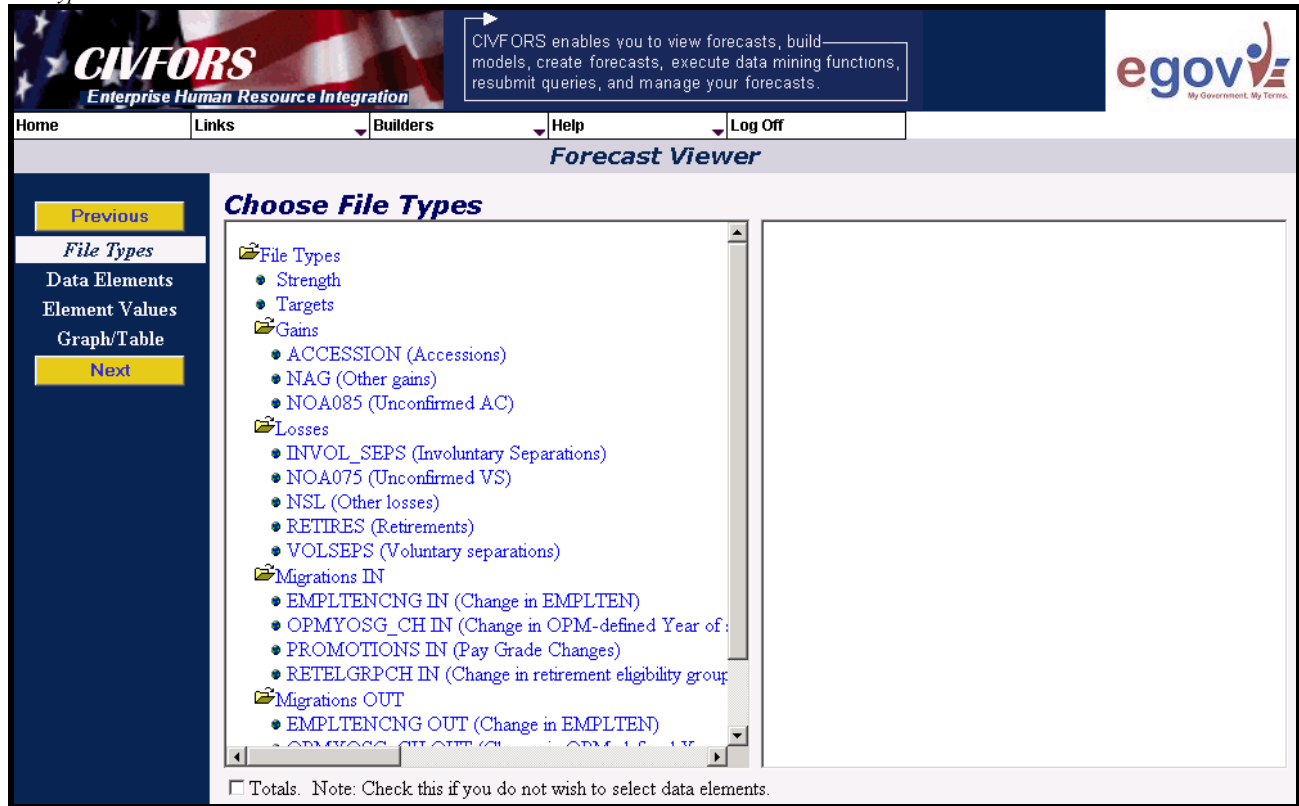 CIVFORS
Enterprise Human Resource Integration
CIVFORS enables you to view forecasts, build
models, create forecasts, execute data mining functions,
resubmit queries, and manage your forecasts.
egov
My Government. My Terms.
Home Links Builders Help Log Off
Forecast Viewer
Previous
File Types
Data Elements
Element Values
Graph/Table
Next
Choose File Types
File Types
Strength
Targets
Gains
ACCESSION (Accessions)
NAG (Other gains)
NOA085 (Unconfirmed AC)
Losses
INVOL_SEPS (Involuntary Separations)
NOA075 (Unconfirmed VS)
NSL (Other losses)
RETIRES (Retirements)
VOLSEPS (Voluntary separations)
Migrations IN
EMPLTENCNG IN (Change in EMPLTEN)
OPMYOSG_CH IN (Change in OPM-defined Year of
PROMOTIONS IN (Pay Grade Changes)
RETELGRPCH IN (Change in retirement eligibility group
Migrations OUT
EMPLTENCNG OUT (Change in EMPLTEN)
Totals. Note: Check this if you do not wish to select data elements.